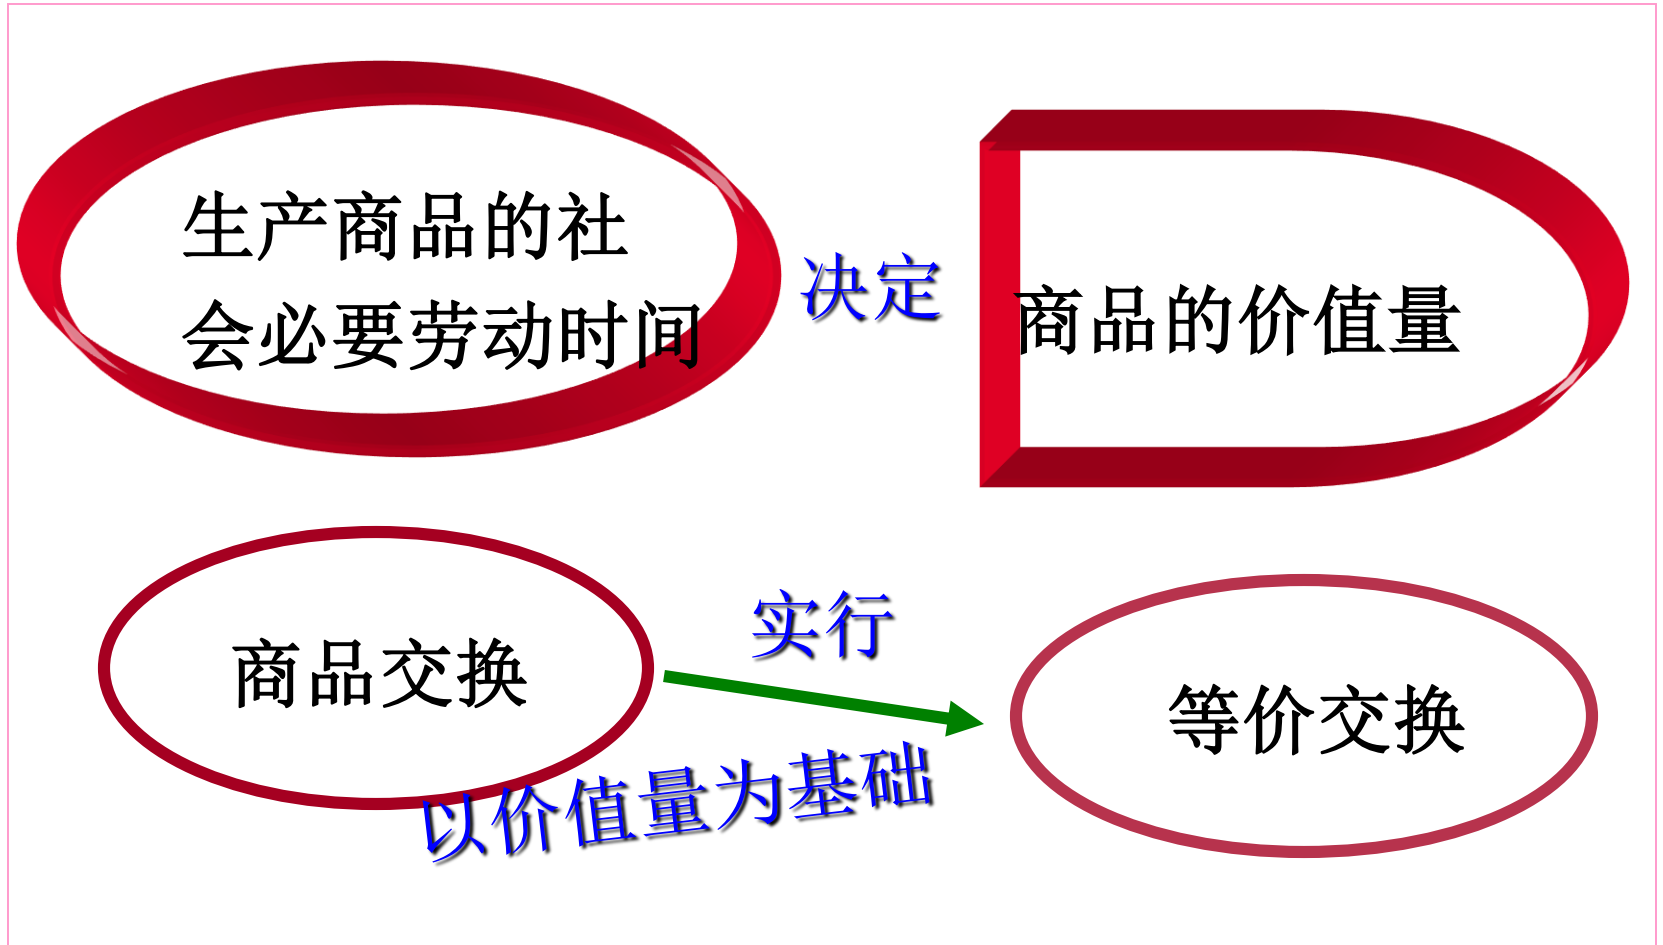 生产商品的社
会必要劳动时间
决定
商品的价值量
商品交换
实行
以价值量为基础
等价交换